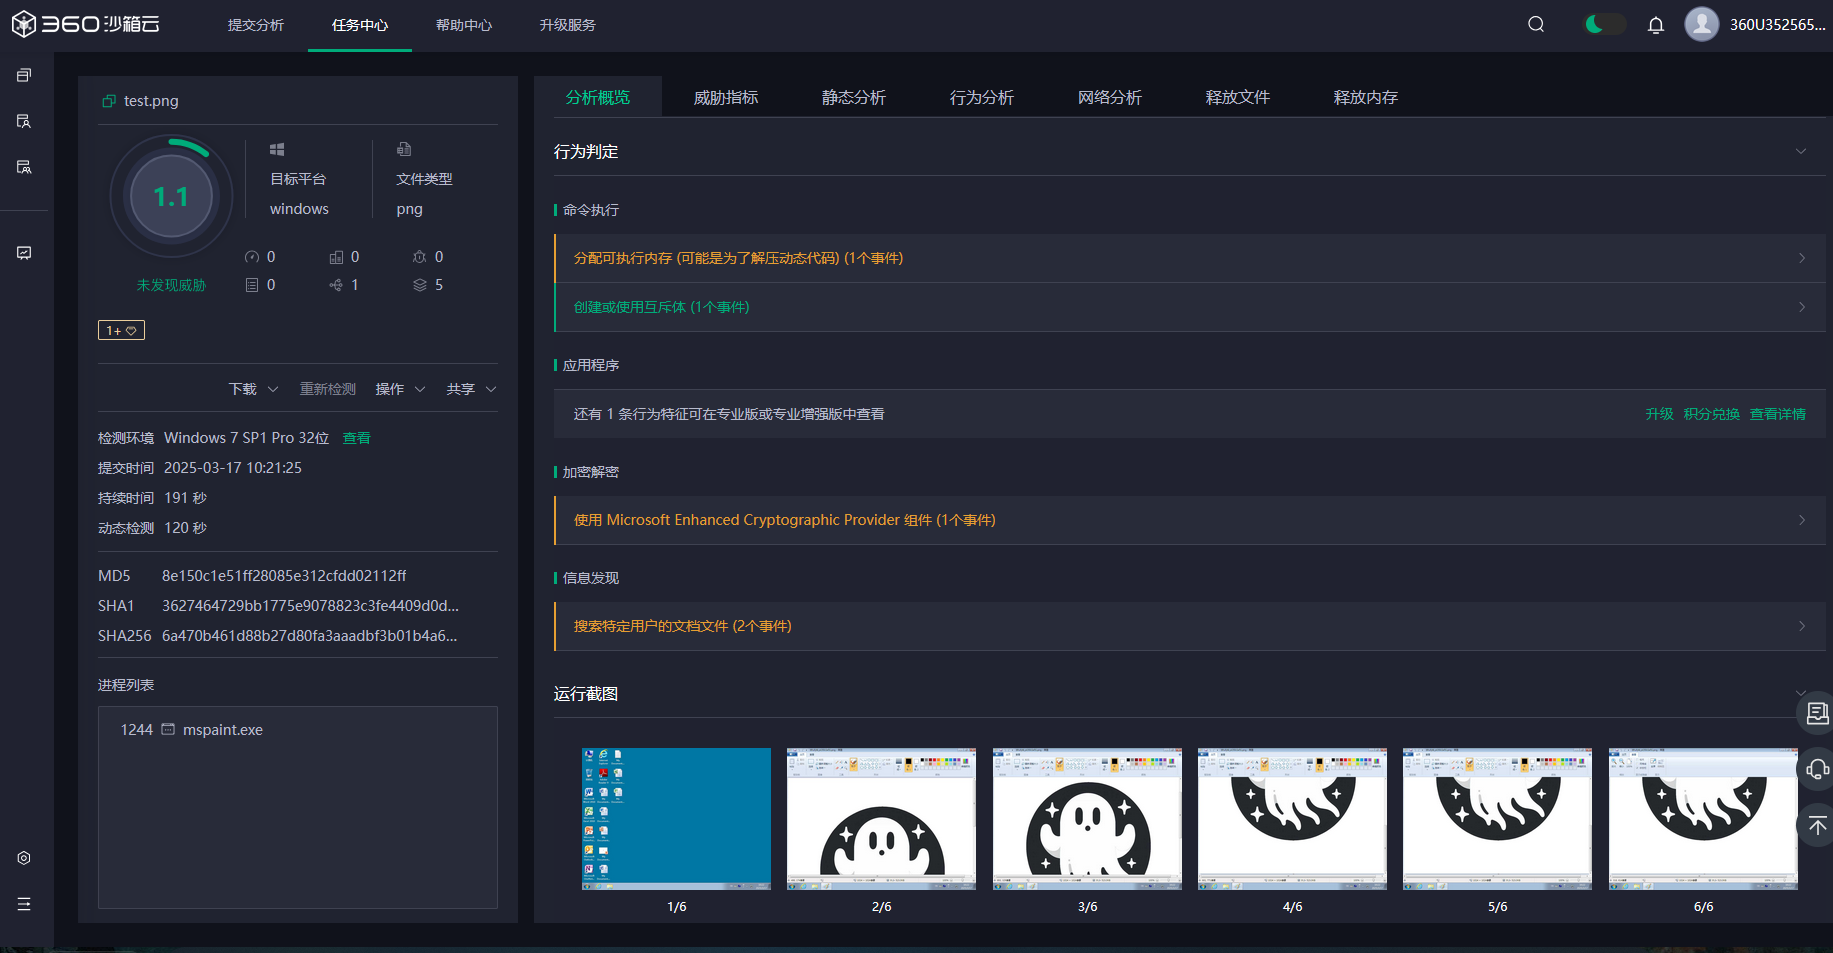 360 沙箱云
提交分析
任务中心
帮助中心
升级服务
360U352565...
test.png
1.1
未发现威胁
目标平台
windows
文件类型
png
0
0
0
0
1
5
1+
下载
重新检测
操作
共享
检测环境 Windows 7 SP1 Pro 32位 查看
提交时间 2025-03-17 10:21:25
持续时间 191 秒
动态检测 120 秒
MD5 8e150c1e51ff28085e312cfdd02112ff
SHA1 3627464729bb1775e9078823c3fe4409d0d...
SHA256 6a470b461d88b27d80fa3aaadbf3b01b4a6...
进程列表
1244 mspaint.exe
分析概览
威胁指标
静态分析
行为分析
网络分析
释放文件
释放内存
行为判定
命令执行
分配可执行内存 (可能是为了解压动态代码) (1个事件)
创建或使用互斥体 (1个事件)
应用程序
还有 1 条行为特征可在专业版或专业增强版中查看
升级 积分兑换 查看详情
加密解密
使用 Microsoft Enhanced Cryptographic Provider 组件 (1个事件)
信息发现
搜索特定用户的文档文件 (2个事件)
运行截图
1/6
2/6
3/6
4/6
5/6
6/6